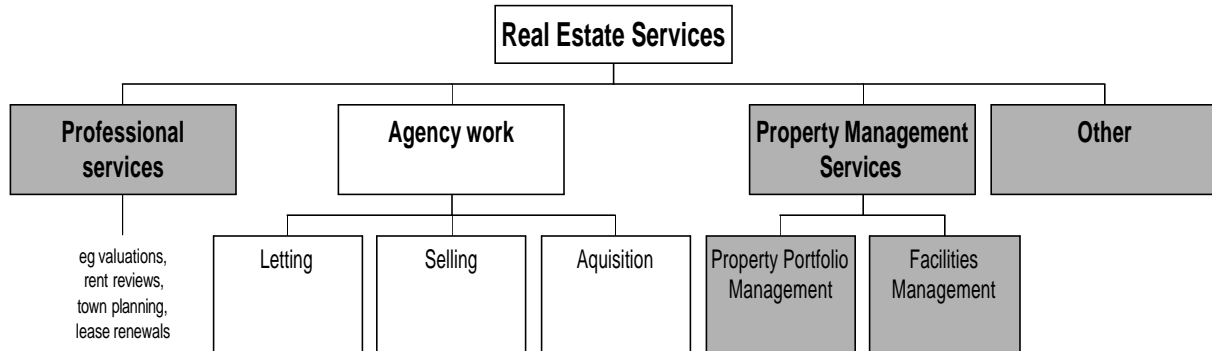 Real Estate Services
Professional
services
Agency work
Property Management
Services
Other
eg valuations,
rent reviews,
town planning,
lease renewals
Letting
Selling
Aquisition
Property Portfolio
Management
Facilities
Management